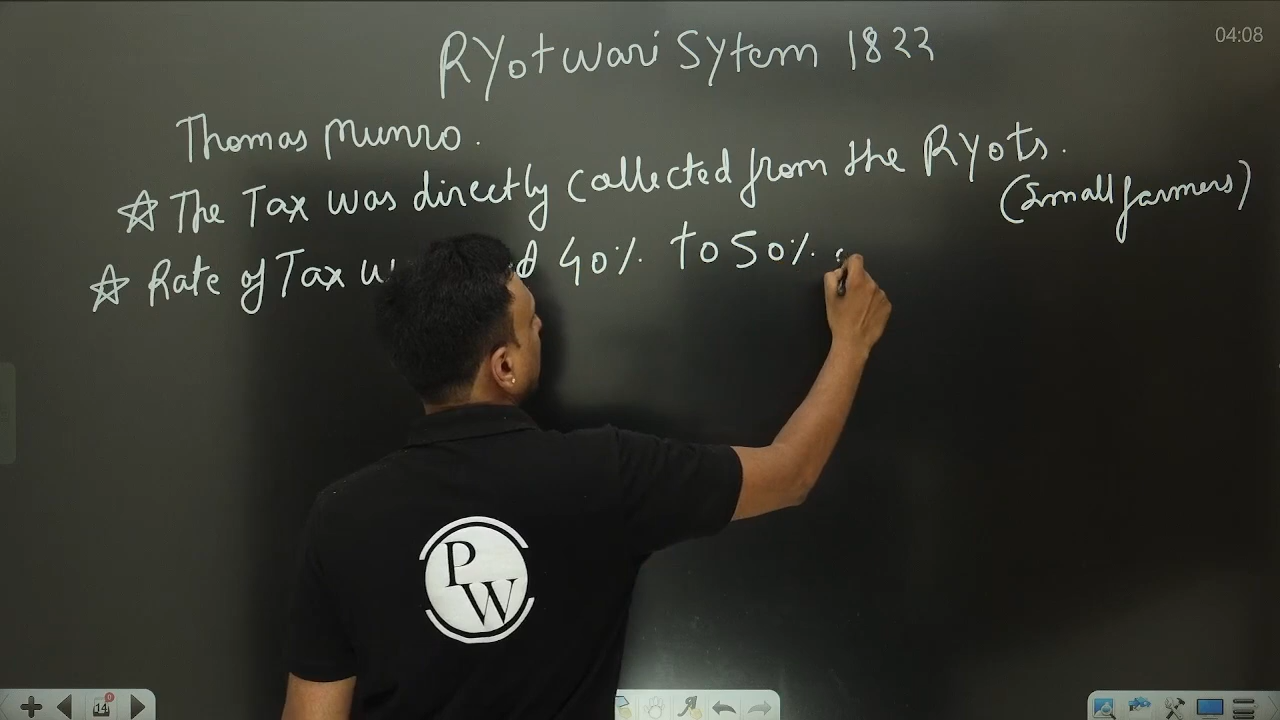 04:08
RYotwari Sytem 1822
Thomas Munro.
☆ The Tax was directly collected from the RYots.
(Small farmers)
☆ Rate of Tax 40% to 50%
PW
14